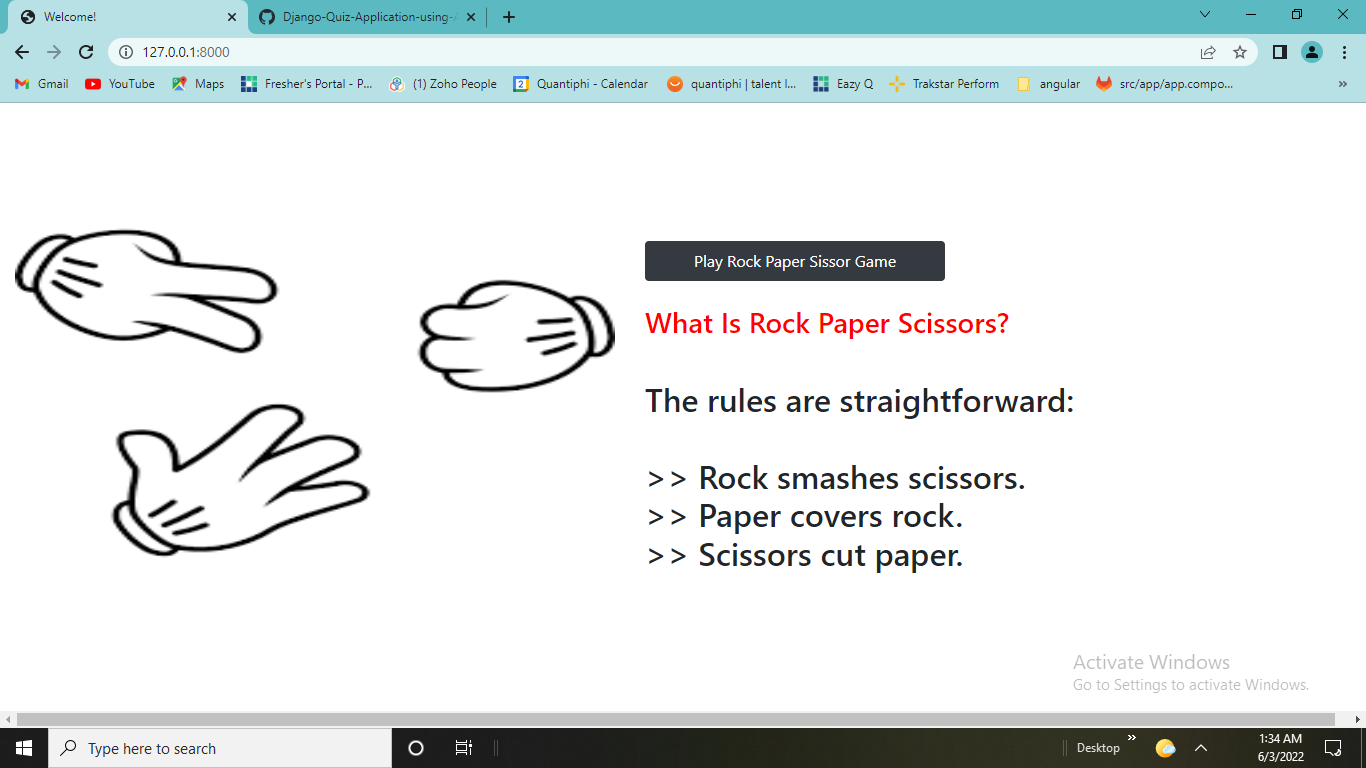 Welcome!
Django-Quiz-Application-using-
127.0.0.1:8000
Gmail
YouTube
Maps
Fresher's Portal - P...
(1) Zoho People
2
Quantiphi - Calendar
quantiphi | talent l...
Eazy Q
Trakstar Perform
angular
src/app/app.compo...
»
Play Rock Paper Sissor Game
What Is Rock Paper Scissors?
The rules are straightforward:
>> Rock smashes scissors.
>> Paper covers rock.
>> Scissors cut paper.
Activate Windows
Go to Settings to activate Windows.
Type here to search
Desktop
»
1:34 AM
6/3/2022